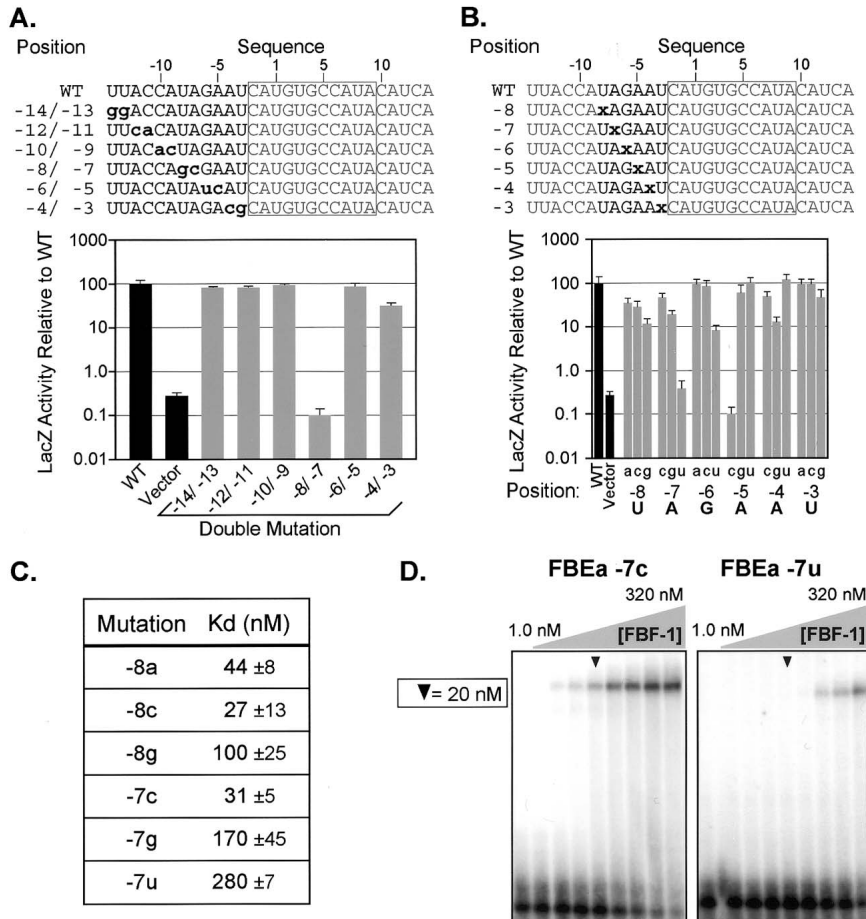 A.
Position Sequence
-10 -5 1 5 10
WT UUACCAUAGAAUCAUGUGCCAUACAUCA
-14/ -13 ggACCAUAGAAUCAUGUGCCAUACAUCA
-12/ -11 UUcaCAUAGAAUCAUGUGCCAUACAUCA
-10/ -9 UUACacUAGAAUCAUGUGCCAUACAUCA
-8/ -7 UUACCAgcGAAUCAUGUGCCAUACAUCA
-6/ -5 UUACCAUAucAUCAUGUGCCAUACAUCA
-4/ -3 UUACCAUAGAcgCAUGUGCCAUACAUCA
LacZ Activity Relative to WT
1000
100
10
1.0
0.1
0.01
WT Vector -14/ -13 -12/ -11 -10/ -9 -8/ -7 -6/ -5 -4/ -3
Double Mutation
B.
Position Sequence
-10 -5 1 5 10
WT UUACCAUAGAAUCAUGUGCCAUACAUCA
-8 UUACCAxAGAAUCAUGUGCCAUACAUCA
-7 UUACCAUxGAAUCAUGUGCCAUACAUCA
-6 UUACCAUAxAAUCAUGUGCCAUACAUCA
-5 UUACCAUAGxAUCAUGUGCCAUACAUCA
-4 UUACCAUAGAxUCAUGUGCCAUACAUCA
-3 UUACCAUAGAAxCAUGUGCCAUACAUCA
LacZ Activity Relative to WT
1000
100
10
1.0
0.1
0.01
WT Vector acg cgu acu cgu cgu acg
Position: -8 -7 -6 -5 -4 -3
U A G A A U
C.
Mutation Kd (nM)
-8a 44 ±8
-8c 27 ±13
-8g 100 ±25
-7c 31 ±5
-7g 170 ±45
-7u 280 ±7
D.
FBEa -7c FBEa -7u
320 nM 320 nM
1.0 nM [FBF-1] 1.0 nM [FBF-1]
▼= 20 nM